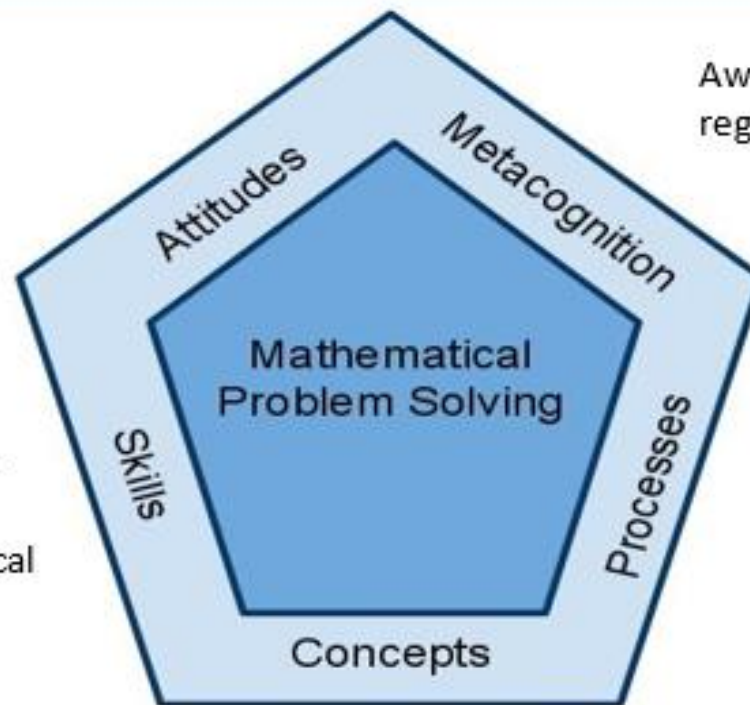 Attitudes
Metacognition
Mathematical
Problem Solving
Skills
Processes
Concepts